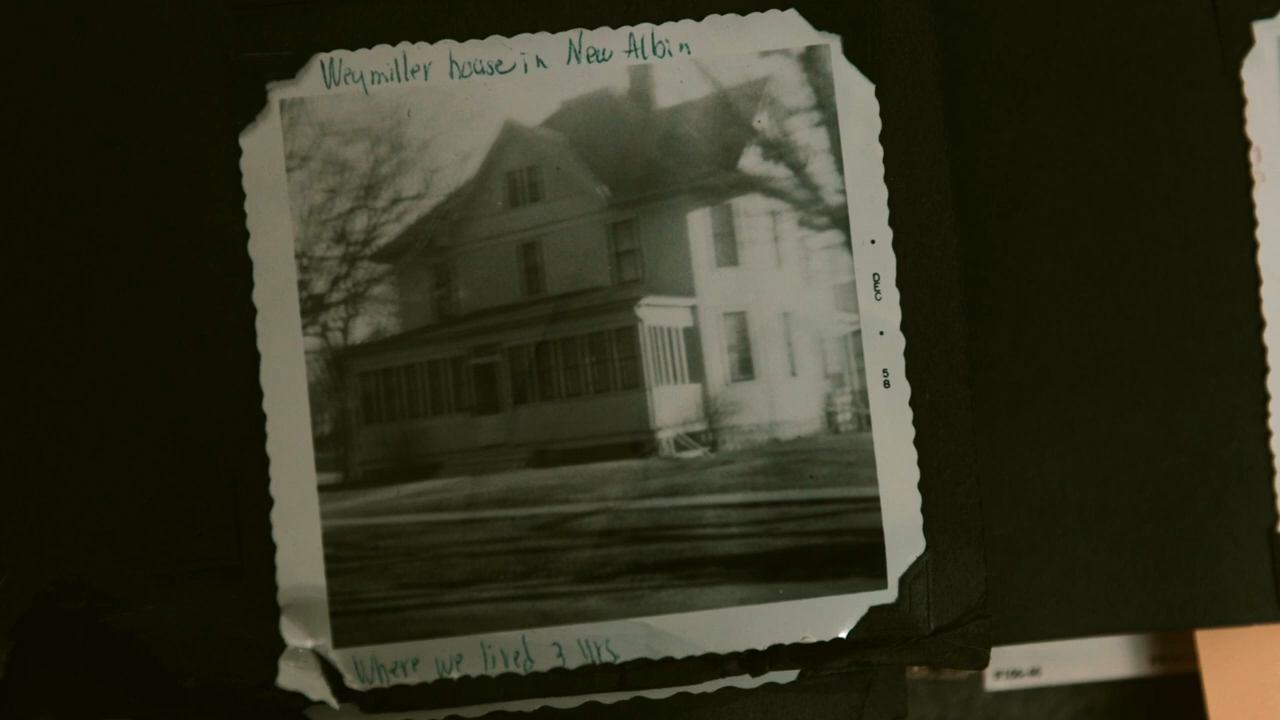 Weymiller house in New Albin
• DEC • 58
Where we lived 3 yrs